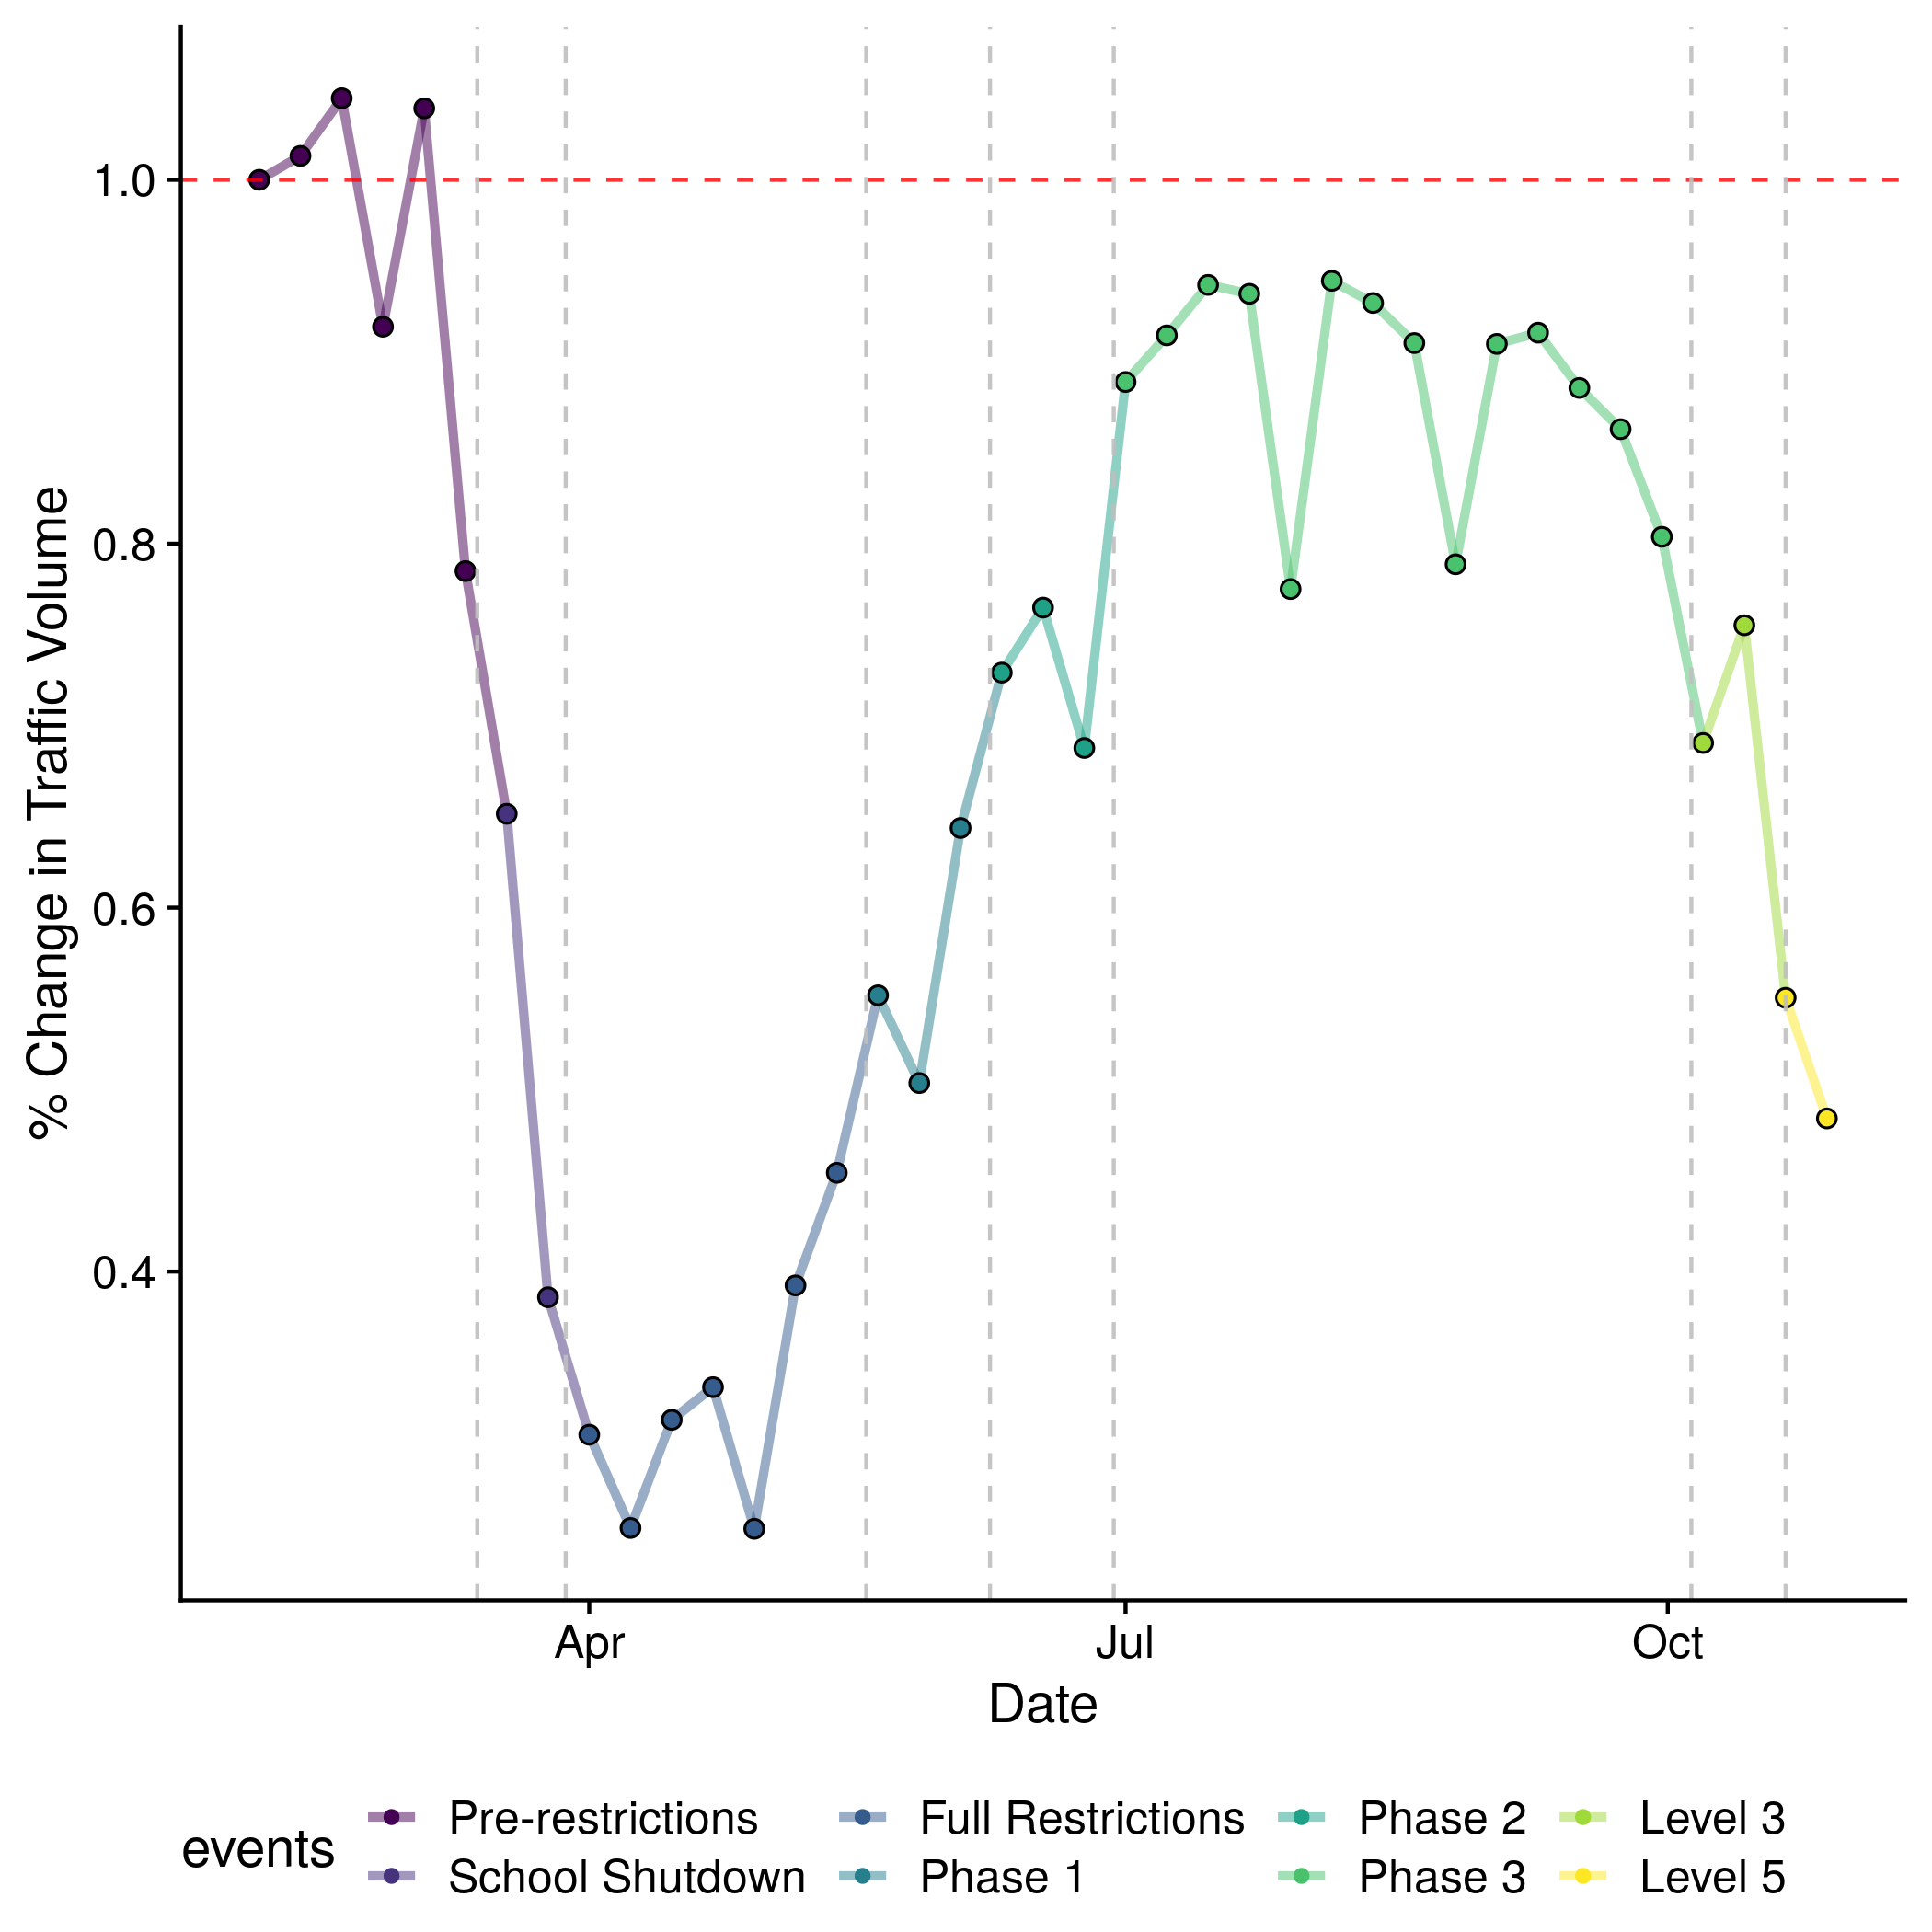 % Change in Traffic Volume
1.0
0.8
0.6
0.4
Apr Jul Oct
Date
events
Pre-restrictions Full Restrictions Phase 2 Level 3
School Shutdown Phase 1 Phase 3 Level 5